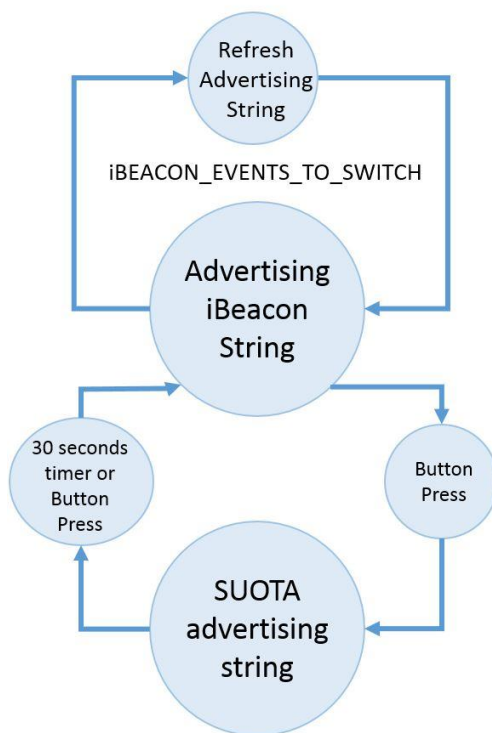 Refresh
Advertising
String
iBEACON_EVENTS_TO_SWITCH
Advertising
iBeacon
String
30 seconds
timer or
Button
Press
Button
Press
SUOTA
advertising
string